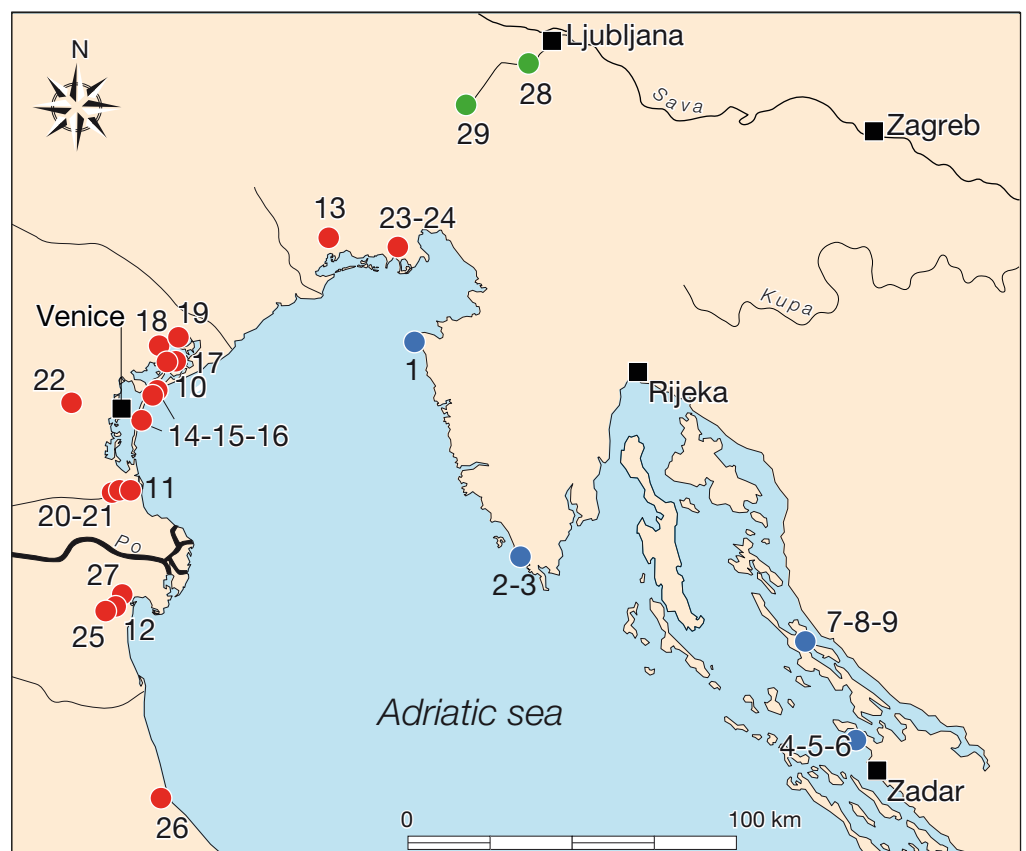 Ljubljana
N
28
Sava
29
Zagreb
13
23-24
Kupa
Venice
18
19
17
1
22
10
Rijeka
14-15-16
11
20-21
Po
27
2-3
25
12
7-8-9
Adriatic sea
4-5-6
Zadar
0
100 km
26